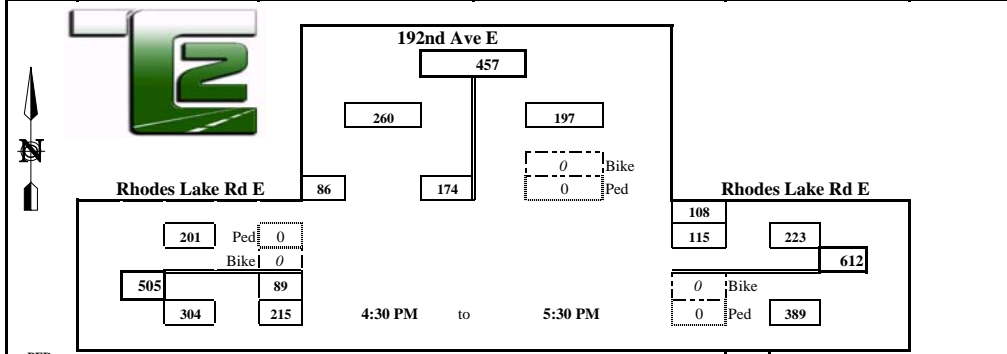 TE2
192nd Ave E
457
260 197
N
0 Bike
Rhodes Lake Rd E 86 174 0 Ped Rhodes Lake Rd E
108
201 Ped 0 115 223
Bike 0 612
505 89 0 Bike
304 215 4:30 PM to 5:30 PM 0 Ped 389